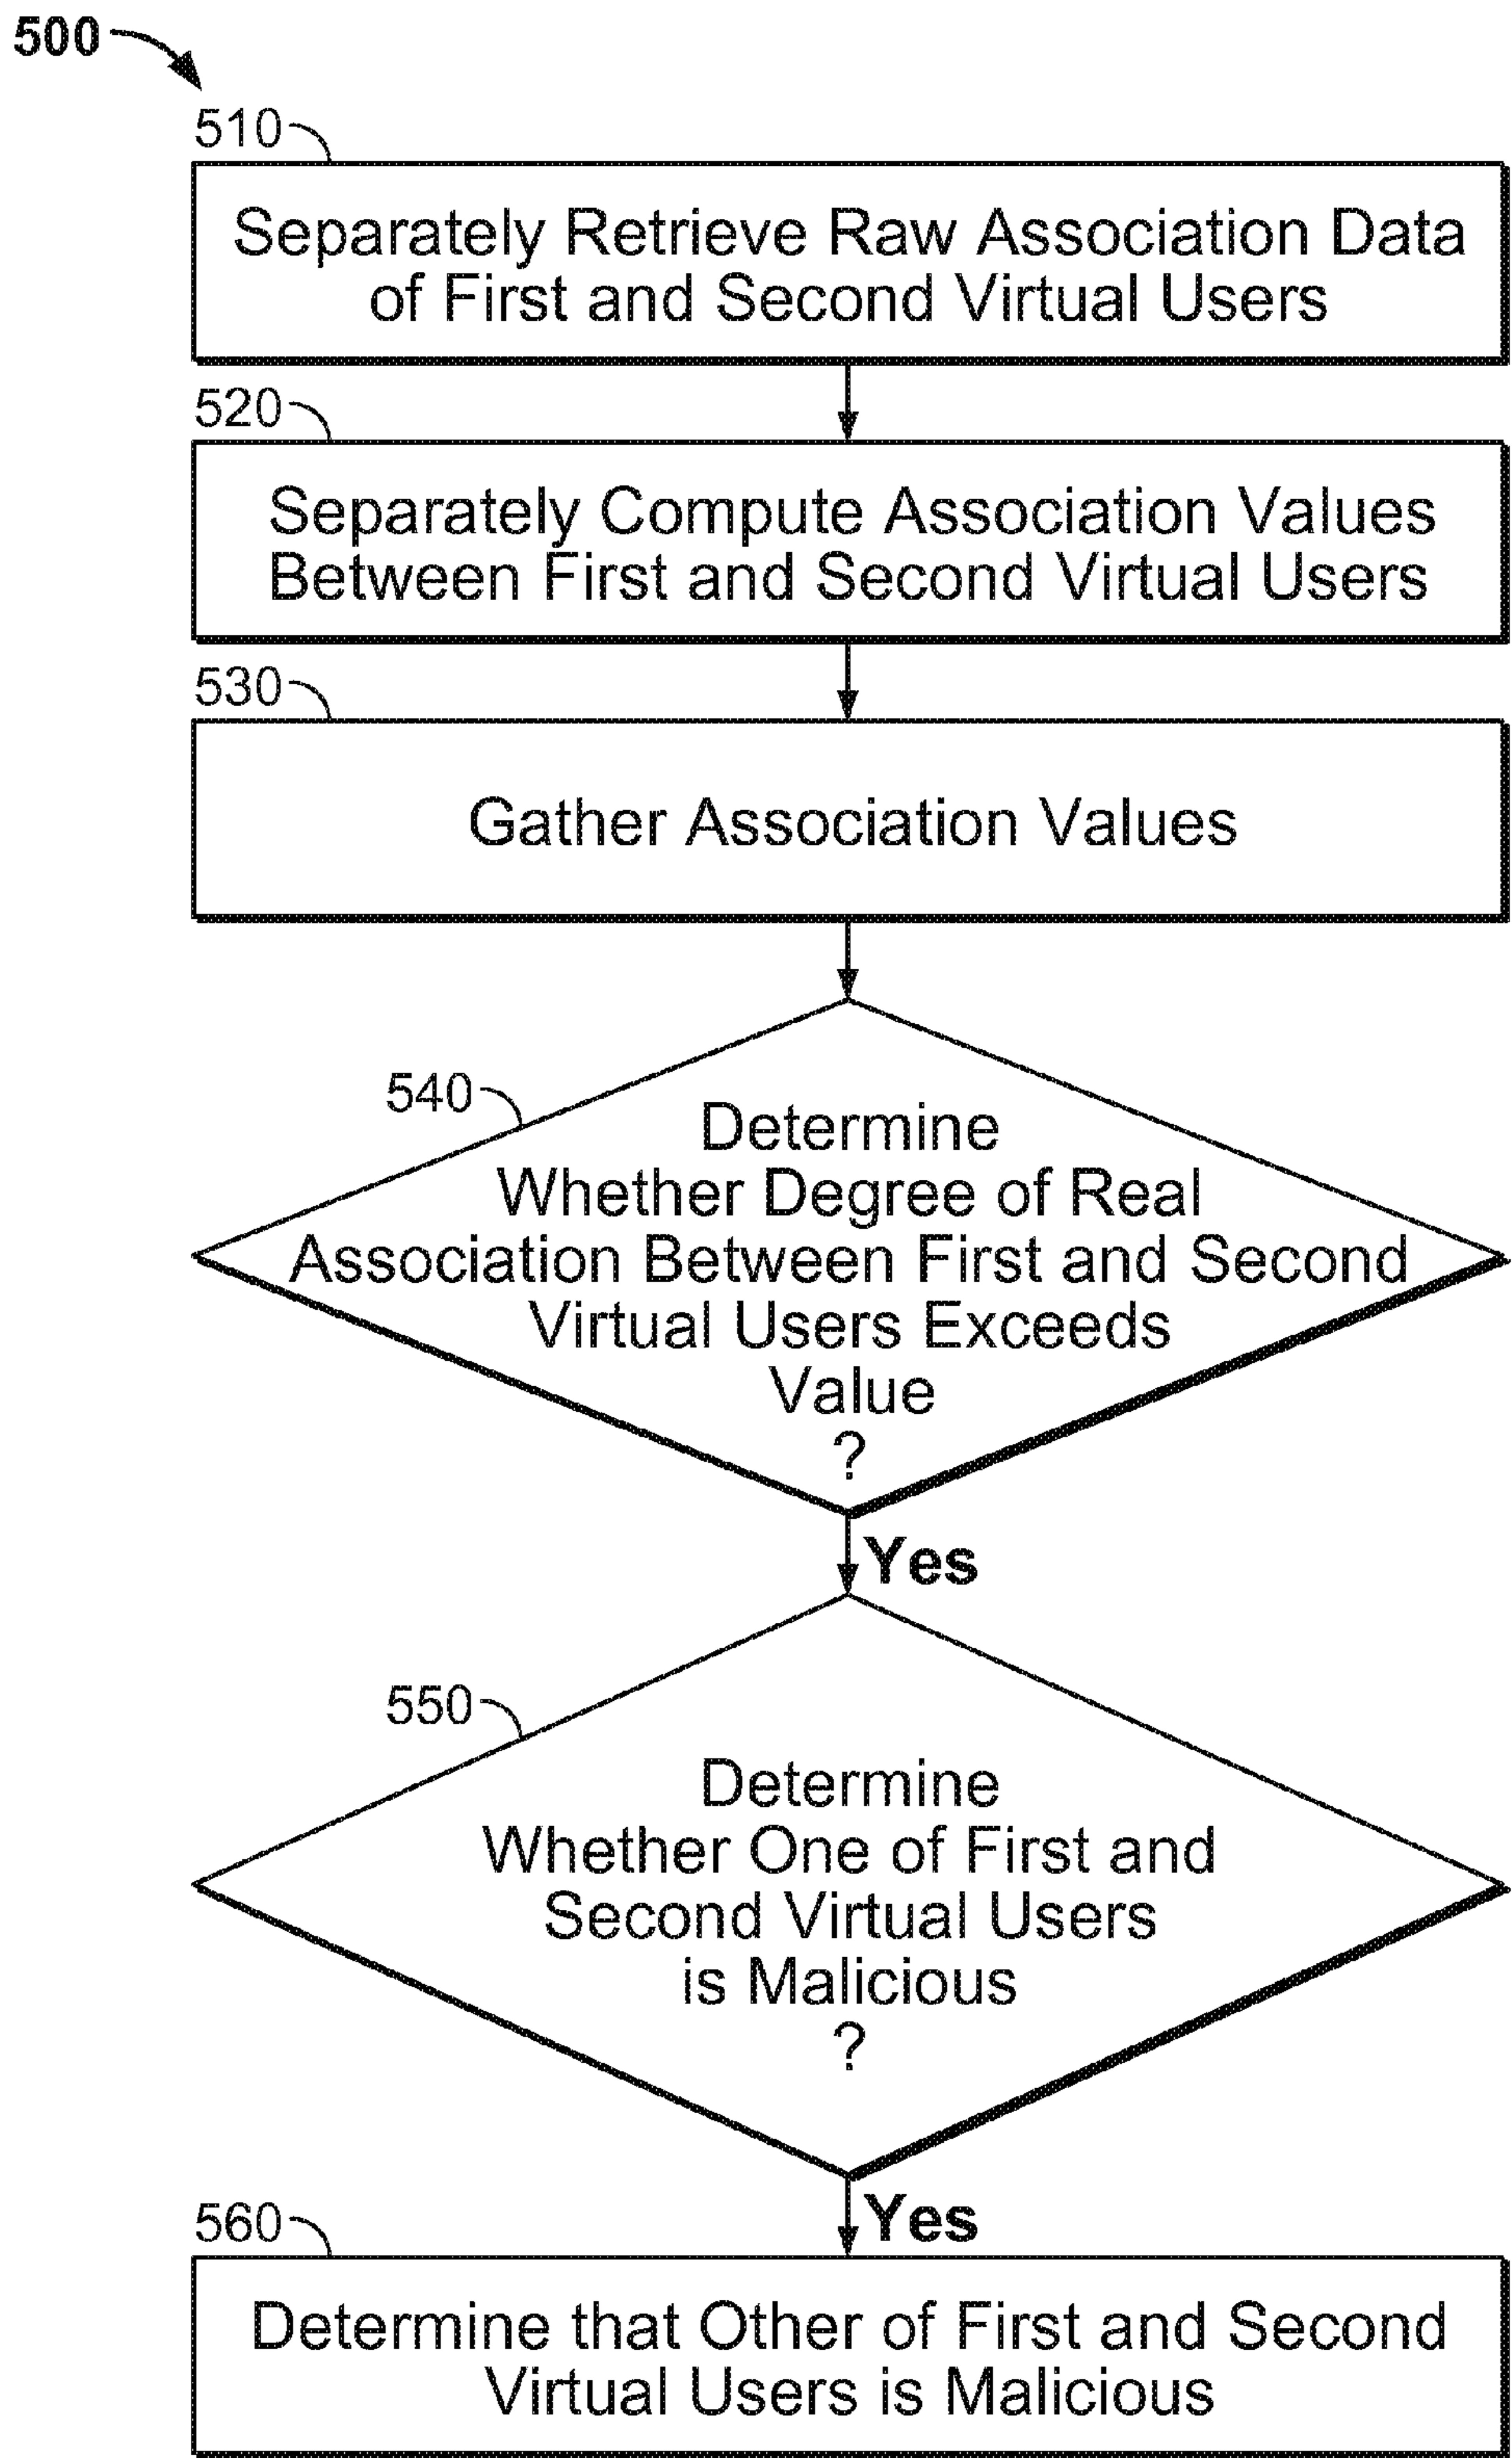 500
510
Separately Retrieve Raw Association Data
of First and Second Virtual Users
520
Separately Compute Association Values
Between First and Second Virtual Users
530
Gather Association Values
540
Determine
Whether Degree of Real
Association Between First and Second
Virtual Users Exceeds
Value
?
Yes
550
Determine
Whether One of First and
Second Virtual Users
is Malicious
?
Yes
560
Determine that Other of First and Second
Virtual Users is Malicious